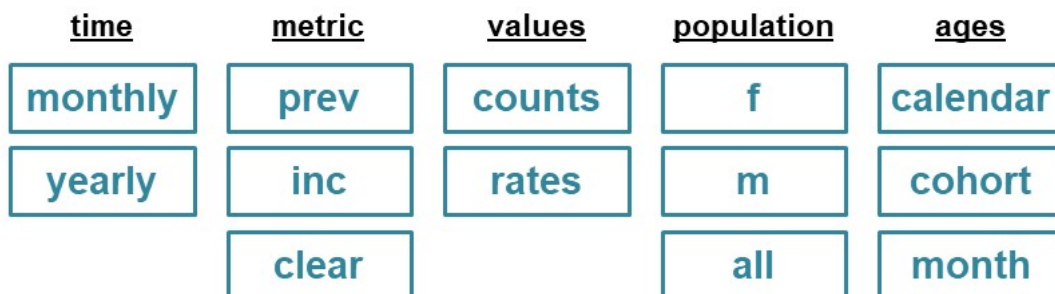 time metric values population ages
monthly prev counts f calendar
yearly inc rates m cohort
clear all month